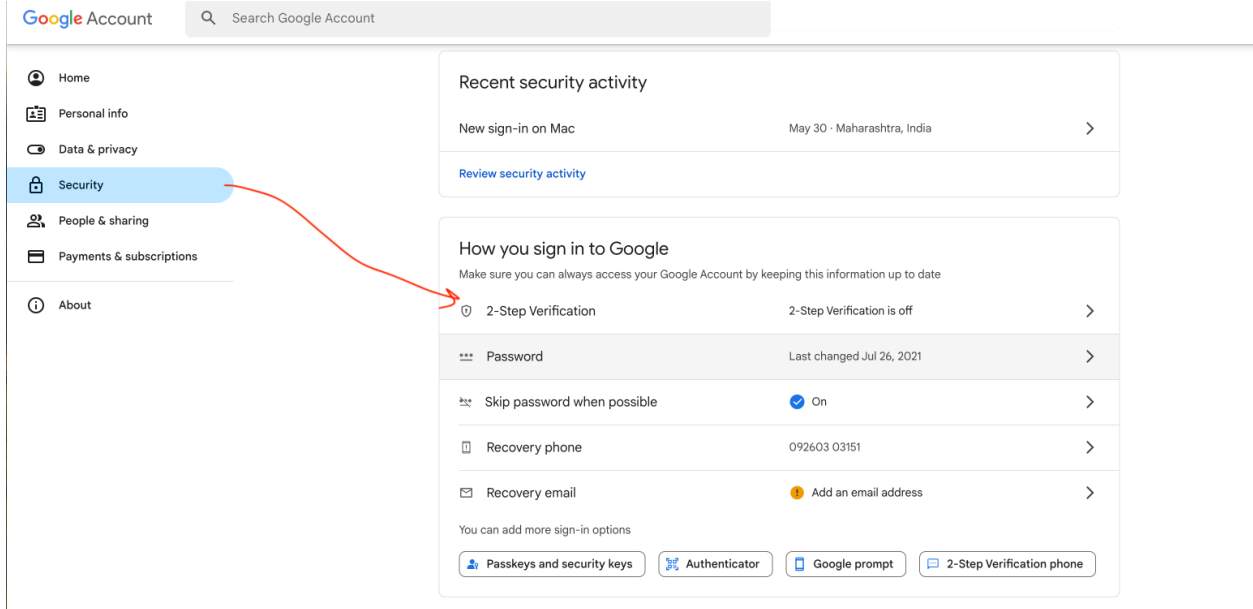 Google Account
Search Google Account
Home
Personal info
Data & privacy
Security
People & sharing
Payments & subscriptions
About
Recent security activity
New sign-in on Mac May 30 · Maharashtra, India
Review security activity
How you sign in to Google
Make sure you can always access your Google Account by keeping this information up to date
2-Step Verification 2-Step Verification is off
Password Last changed Jul 26, 2021
Skip password when possible On
Recovery phone 092603 03151
Recovery email Add an email address
You can add more sign-in options
Passkeys and security keys Authenticator Google prompt 2-Step Verification phone